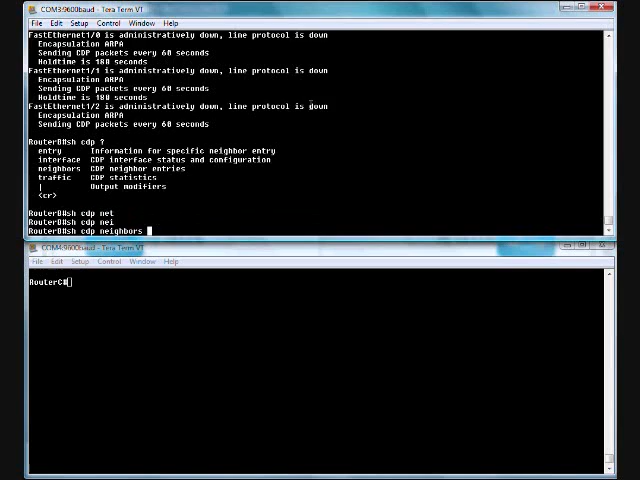 COM3:9600baud - Tera Term VT
File Edit Setup Control Window Help
FastEthernet1/0 is administratively down, line protocol is down
Encapsulation ARPA
Sending CDP packets every 60 seconds
Holdtime is 180 seconds
FastEthernet1/1 is administratively down, line protocol is down
Encapsulation ARPA
Sending CDP packets every 60 seconds
Holdtime is 180 seconds
FastEthernet1/2 is administratively down, line protocol is down
Encapsulation ARPA
Sending CDP packets every 60 seconds
RouterB#sh cdp ?
entry Information for specific neighbor entry
interface CDP interface status and configuration
neighbors CDP neighbor entries
traffic CDP statistics
| Output modifiers
<cr>
RouterB#sh cdp net
RouterB#sh cdp nei
RouterB#sh cdp neighbors
COM4:9600baud - Tera Term VT
File Edit Setup Control Window Help
RouterC#